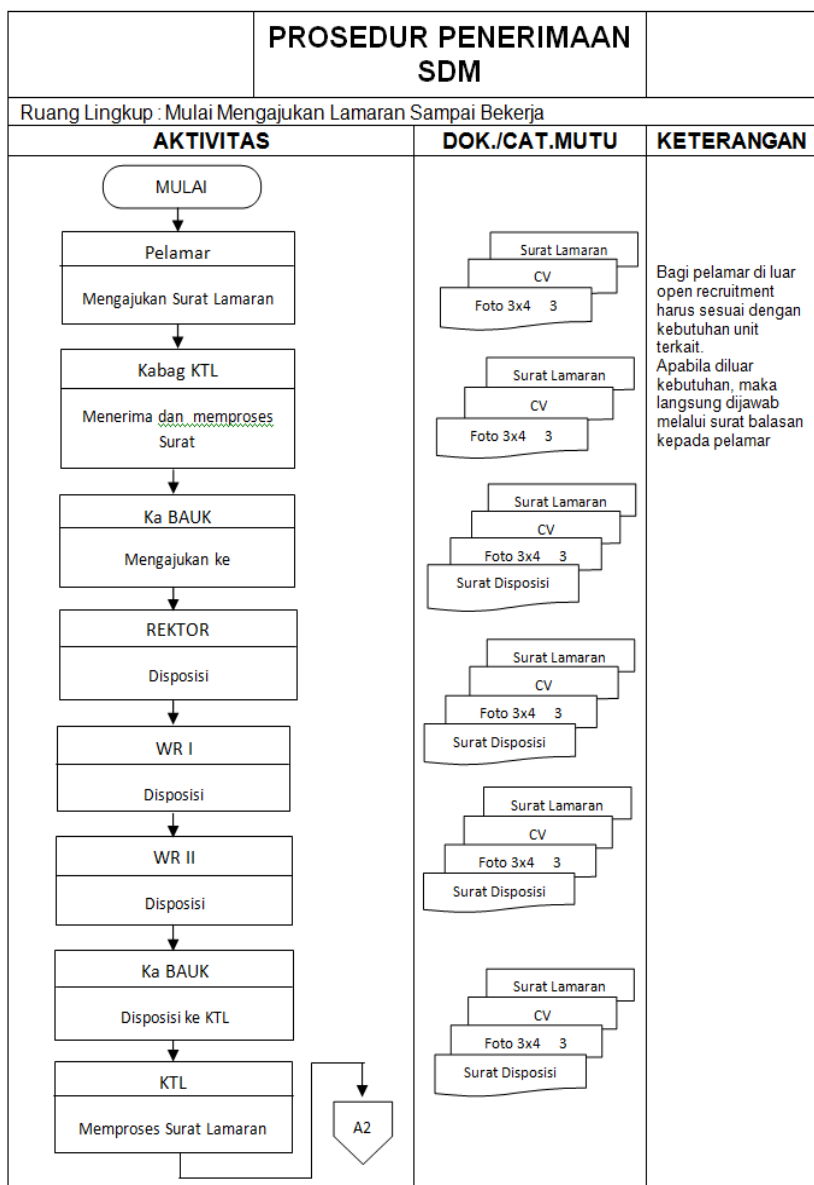 PROSEDUR PENERIMAAN
SDM
Ruang Lingkup : Mulai Mengajukan Lamaran Sampai Bekerja
AKTIVITAS
DOK./CAT.MUTU
KETERANGAN
MULAI
Pelamar
Mengajukan Surat Lamaran
Surat Lamaran
CV
Foto 3x4 3
Bagi pelamar di luar
open recruitment
harus sesuai dengan
kebutuhan unit
terkait.
Apabila diluar
kebutuhan, maka
langsung dijawab
melalui surat balasan
kepada pelamar
Kabag KTL
Menerima dan memproses
Surat
Surat Lamaran
CV
Foto 3x4 3
Ka BAUK
Mengajukan ke
Surat Lamaran
CV
Foto 3x4 3
Surat Disposisi
REKTOR
Disposisi
Surat Lamaran
CV
Foto 3x4 3
Surat Disposisi
WR I
Disposisi
Surat Lamaran
CV
Foto 3x4 3
Surat Disposisi
WR II
Disposisi
Ka BAUK
Disposisi ke KTL
Surat Lamaran
CV
Foto 3x4 3
Surat Disposisi
KTL
Memproses Surat Lamaran
A2